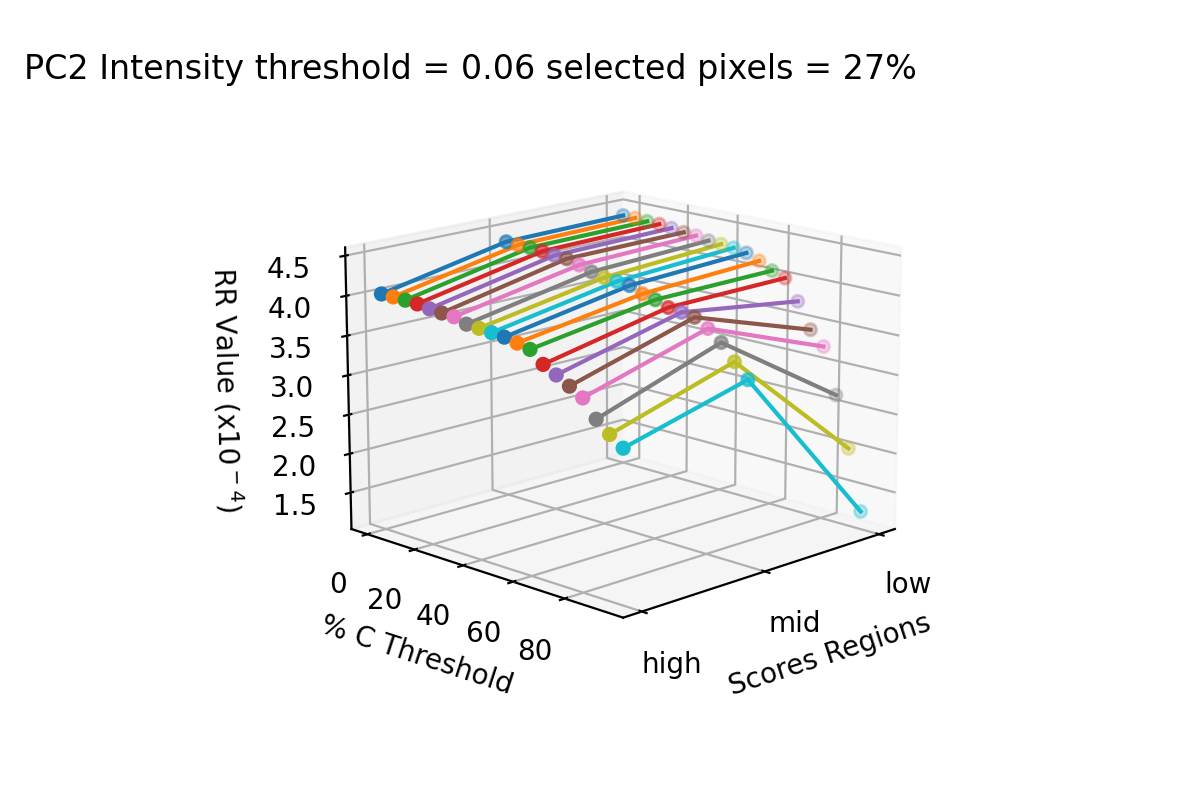 PC2 Intensity threshold = 0.06 selected pixels = 27%
4.5
4.0
3.5
3.0
2.5
2.0
1.5
RR Value (x10⁻⁴)
0
20
40
60
80
% C Threshold
high
mid
low
Scores Regions